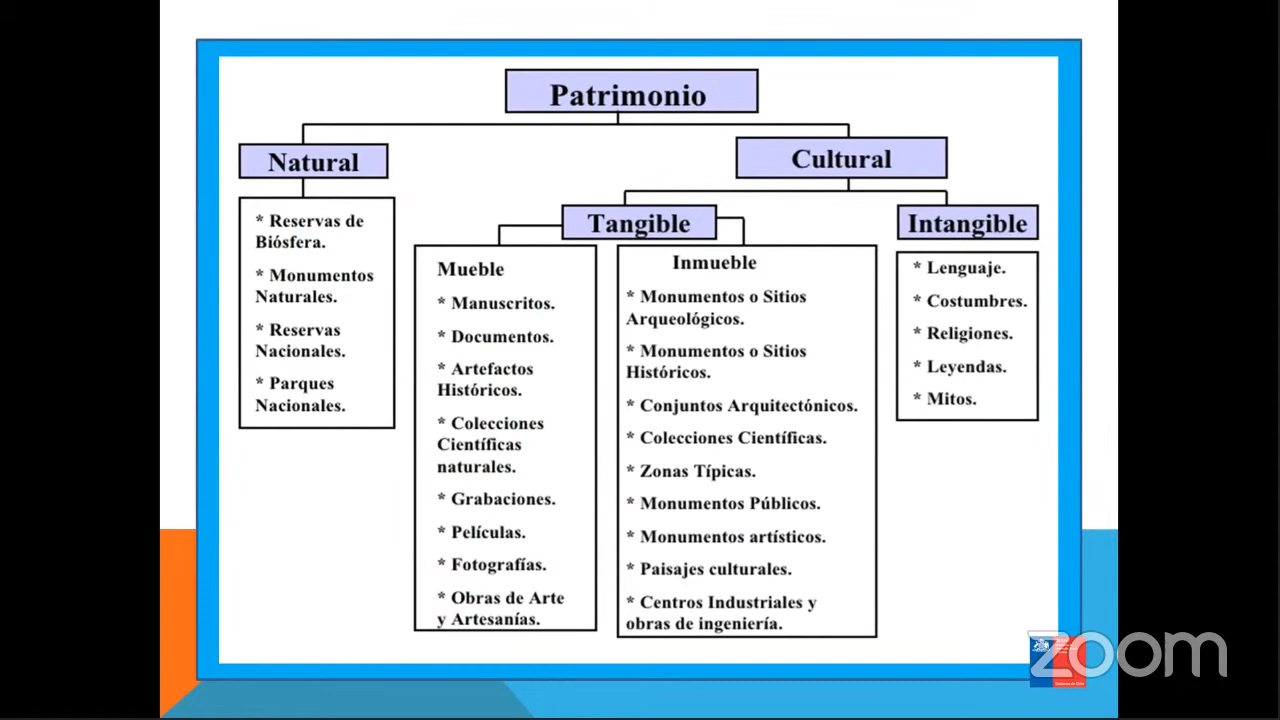 Patrimonio
Natural
Cultural
* Reservas de
Biósfera.
* Monumentos
Naturales.
* Reservas
Nacionales.
* Parques
Nacionales.
Tangible
Intangible
Mueble
* Manuscritos.
* Documentos.
* Artefactos
Históricos.
* Colecciones
Científicas
naturales.
* Grabaciones.
* Películas.
* Fotografías.
* Obras de Arte
y Artesanías.
Inmueble
* Monumentos o Sitios
Arqueológicos.
* Monumentos o Sitios
Históricos.
* Conjuntos Arquitectónicos.
* Colecciones Científicas.
* Zonas Típicas.
* Monumentos Públicos.
* Monumentos artísticos.
* Paisajes culturales.
* Centros Industriales y
obras de ingeniería.
* Lenguaje.
* Costumbres.
* Religiones.
* Leyendas.
* Mitos.
zoom
Gobierno de Chile